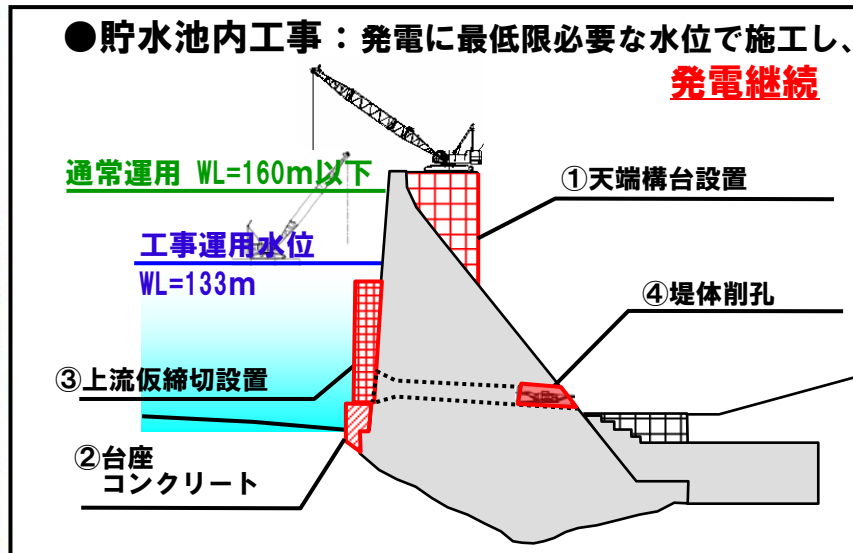 ●貯水池内工事：発電に最低限必要な水位で施工し、
発電継続
通常運用 WL=160m以下
①天端構台設置
工事運用水位
WL=133m
④堤体削孔
③上流仮締切設置
②台座
コンクリート